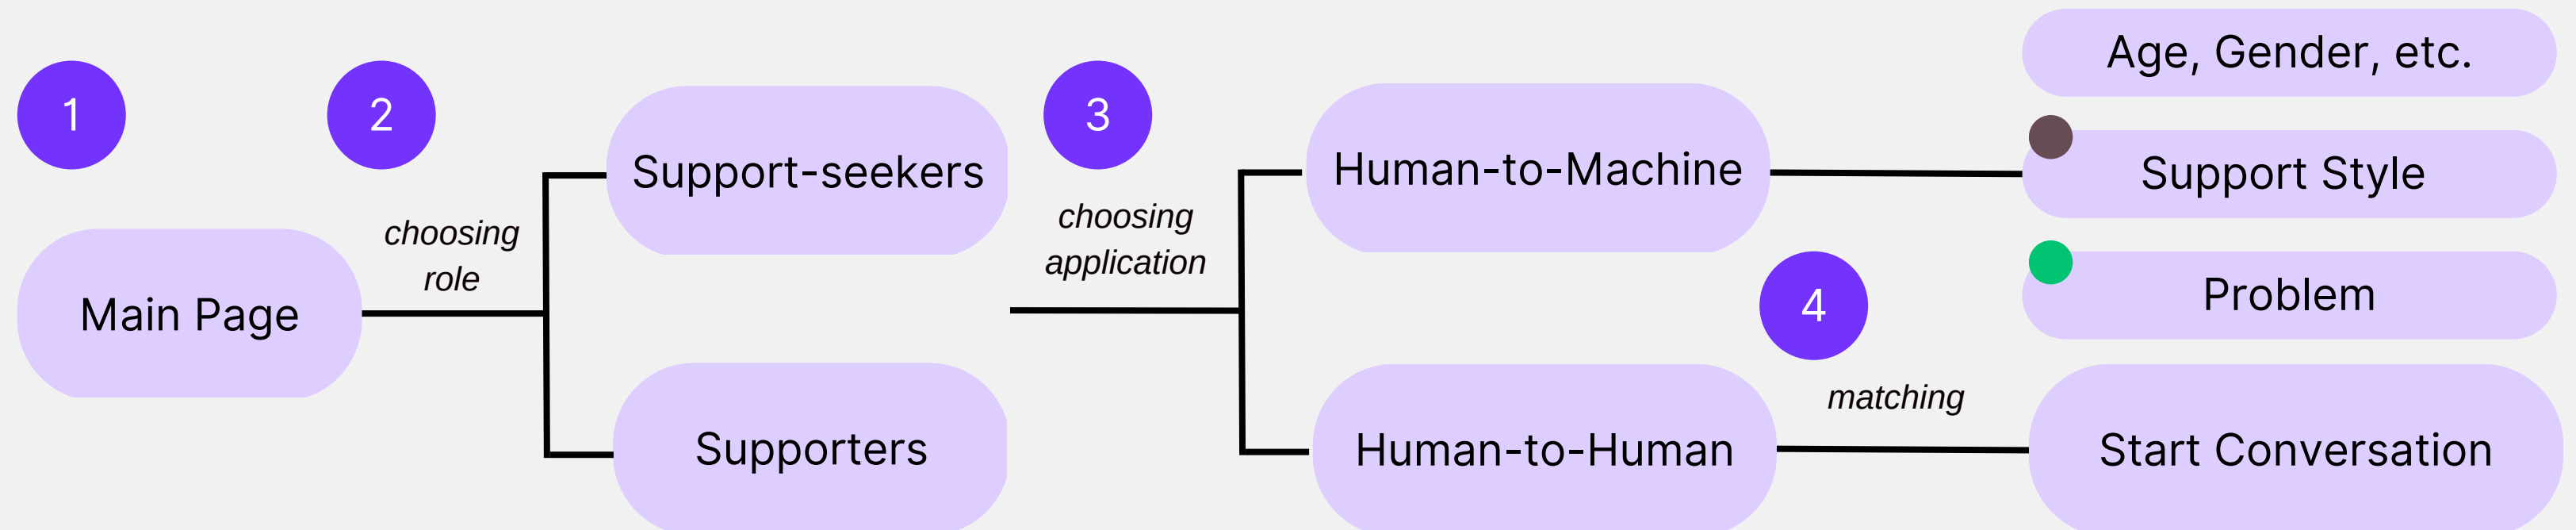 1
Main Page
2
choosing
role
Support-seekers
Supporters
3
choosing
application
Human-to-Machine
Human-to-Human
Age, Gender, etc.
Support Style
Problem
4
matching
Start Conversation